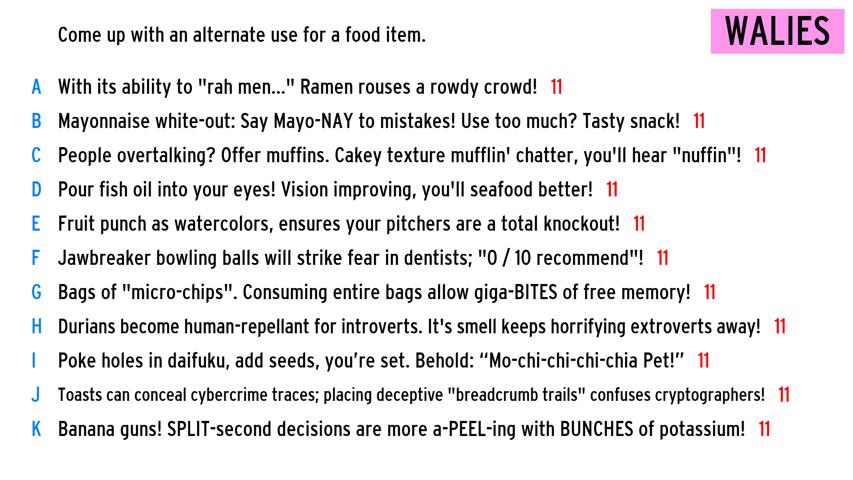 Come up with an alternate use for a food item.
WALIES
A With its ability to "rah men..." Ramen rouses a rowdy crowd! 11
B Mayonnaise white-out: Say Mayo-NAY to mistakes! Use too much? Tasty snack! 11
C People overtalking? Offer muffins. Cakey texture mufflin' chatter, you'll hear "nuffin"! 11
D Pour fish oil into your eyes! Vision improving, you'll seafood better! 11
E Fruit punch as watercolors, ensures your pitchers are a total knockout! 11
F Jawbreaker bowling balls will strike fear in dentists; "0 / 10 recommend"! 11
G Bags of "micro-chips". Consuming entire bags allow giga-BITES of free memory! 11
H Durians become human-repellant for introverts. It's smell keeps horrifying extroverts away! 11
I Poke holes in daifuku, add seeds, you’re set. Behold: “Mo-chi-chi-chi-chia Pet!” 11
J Toasts can conceal cybercrime traces; placing deceptive "breadcrumb trails" confuses cryptographers! 11
K Banana guns! SPLIT-second decisions are more a-PEEL-ing with BUNCHES of potassium! 11